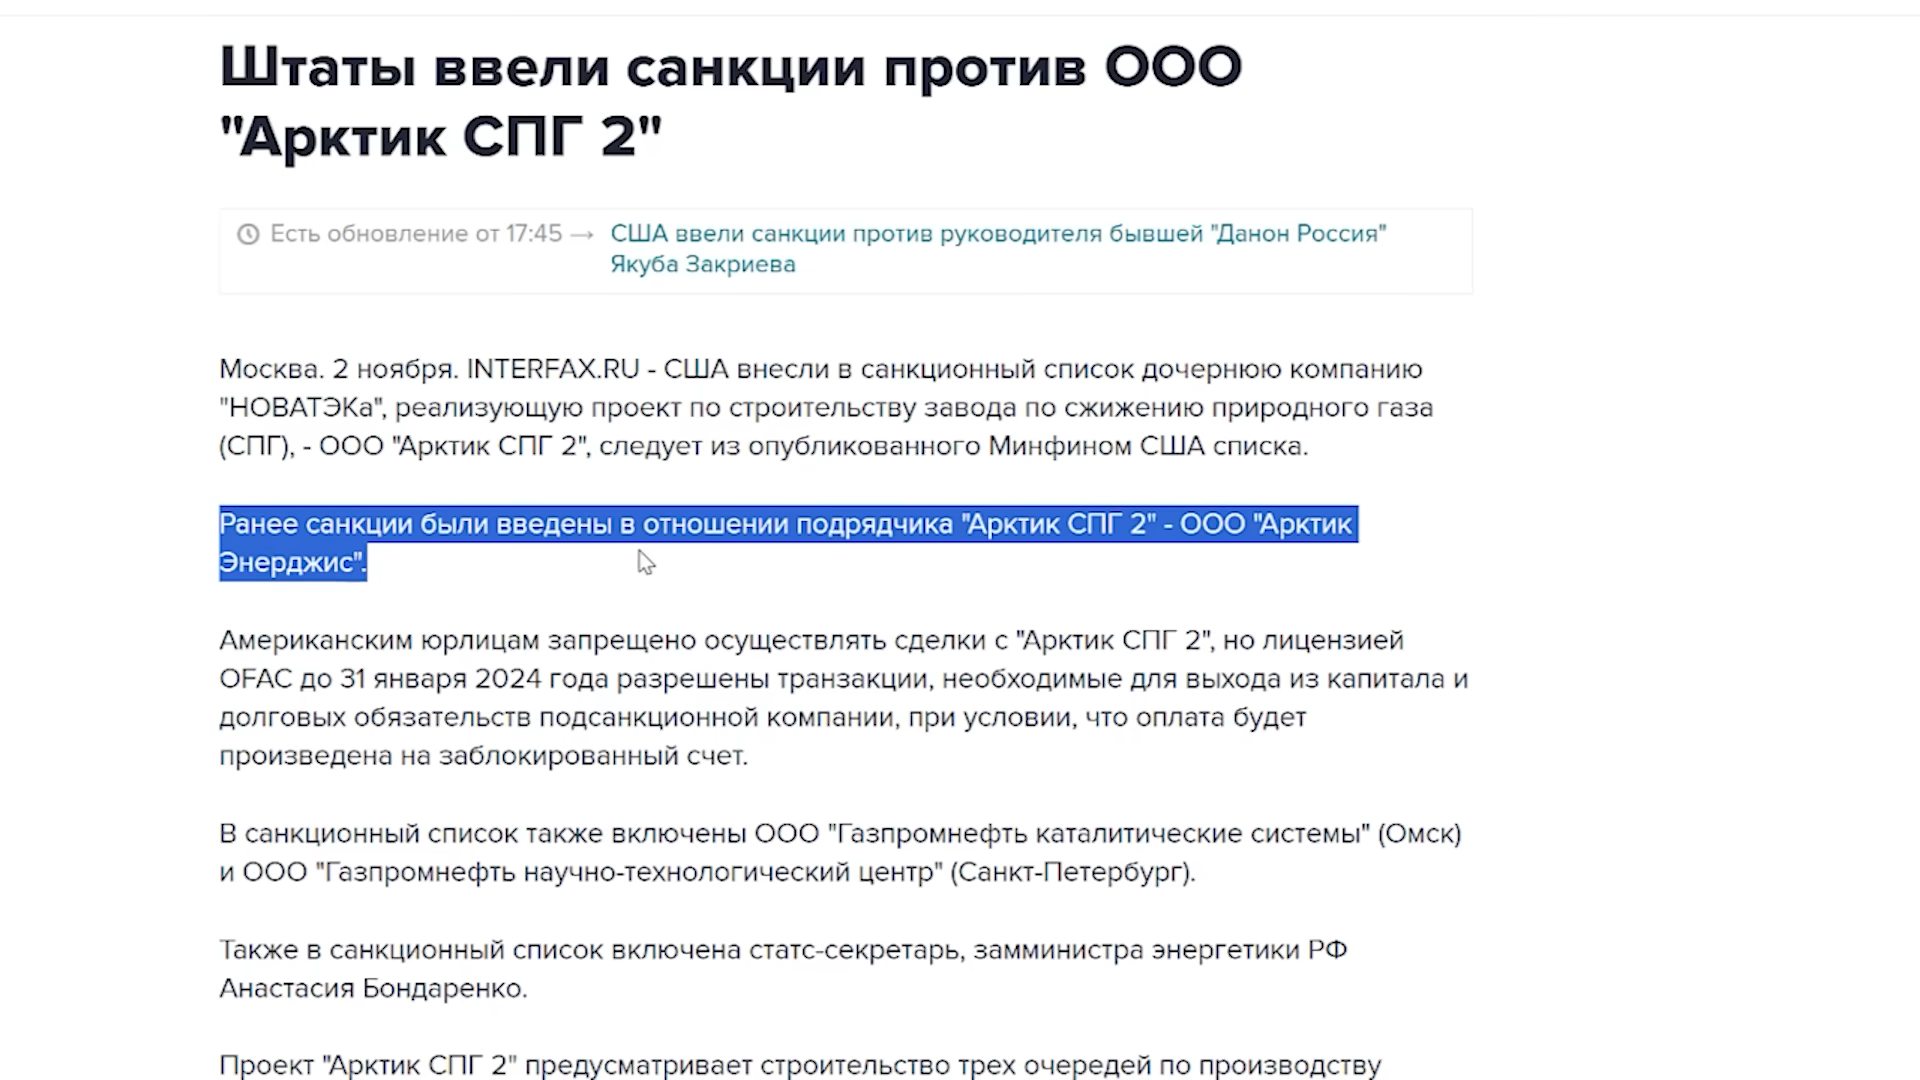 Штаты ввели санкции против ООО
"Арктик СПГ 2"
Есть обновление от 17:45 → США ввели санкции против руководителя бывшей "Данон Россия"
Якуба Закриева
Москва. 2 ноября. INTERFAX.RU - США внесли в санкционный список дочернюю компанию
"НОВАТЭКа", реализующую проект по строительству завода по сжижению природного газа
(СПГ), - ООО "Арктик СПГ 2", следует из опубликованного Минфином США списка.
Ранее санкции были введены в отношении подрядчика "Арктик СПГ 2" - ООО "Арктик
Энерджис".
Американским юрлицам запрещено осуществлять сделки с "Арктик СПГ 2", но лицензией
OFAC до 31 января 2024 года разрешены транзакции, необходимые для выхода из капитала и
долговых обязательств подсанкционной компании, при условии, что оплата будет
произведена на заблокированный счет.
В санкционный список также включены ООО "Газпромнефть каталитические системы" (Омск)
и ООО "Газпромнефть научно-технологический центр" (Санкт-Петербург).
Также в санкционный список включена статс-секретарь, замминистра энергетики РФ
Анастасия Бондаренко.
Проект "Арктик СПГ 2" предусматривает строительство трех очередей по производству